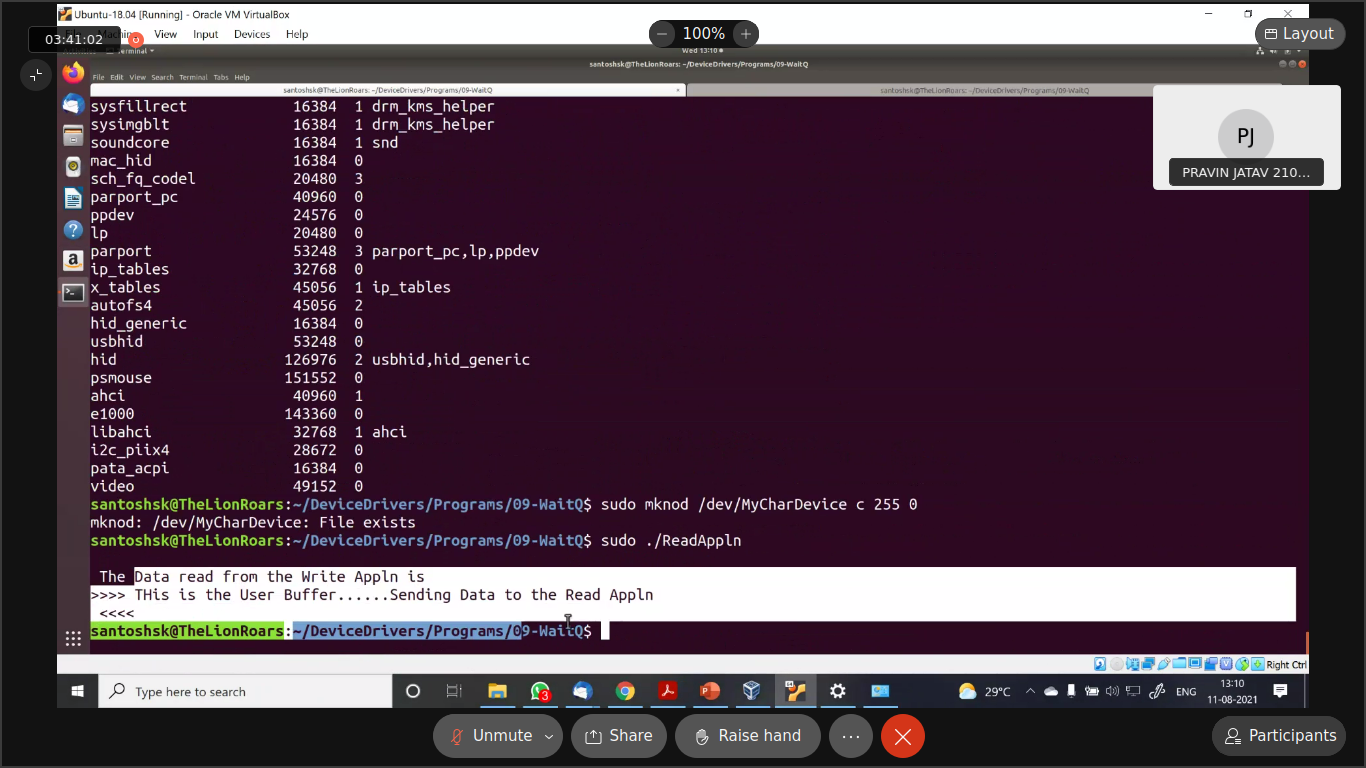 Ubuntu-18.04 [Running] - Oracle VM VirtualBox
Machine View Input Devices Help
03:41:02
100%
Layout
Terminal
Wed 13:10
santoshsk@TheLionRoars: ~/DeviceDrivers/Programs/09-WaitQ
File Edit View Search Terminal Tabs Help
santoshsk@TheLionRoars: ~/DeviceDrivers/Programs/09-WaitQ × santoshsk@TheLionRoars: ~/DeviceDrivers/Programs/09-WaitQ
PJ
PRAVIN JATAV 210...
sysfillrect 16384 1 drm_kms_helper
sysimgblt 16384 1 drm_kms_helper
soundcore 16384 1 snd
mac_hid 16384 0
sch_fq_codel 20480 3
parport_pc 40960 0
ppdev 24576 0
lp 20480 0
parport 53248 3 parport_pc,lp,ppdev
ip_tables 32768 0
x_tables 45056 1 ip_tables
autofs4 45056 2
hid_generic 16384 0
usbhid 53248 0
hid 126976 2 usbhid,hid_generic
psmouse 151552 0
ahci 40960 1
e1000 143360 0
libahci 32768 1 ahci
i2c_piix4 28672 0
pata_acpi 16384 0
video 49152 0
santoshsk@TheLionRoars:~/DeviceDrivers/Programs/09-WaitQ$ sudo mknod /dev/MyCharDevice c 255 0
mknod: /dev/MyCharDevice: File exists
santoshsk@TheLionRoars:~/DeviceDrivers/Programs/09-WaitQ$ sudo ./ReadAppln
The Data read from the Write Appln is
>>>> THis is the User Buffer......Sending Data to the Read Appln
<<<<
santoshsk@TheLionRoars:~/DeviceDrivers/Programs/09-WaitQ$
Right Ctrl
Type here to search
3
29°C
ENG
13:10
11-08-2021
Unmute
Share
Raise hand
Participants